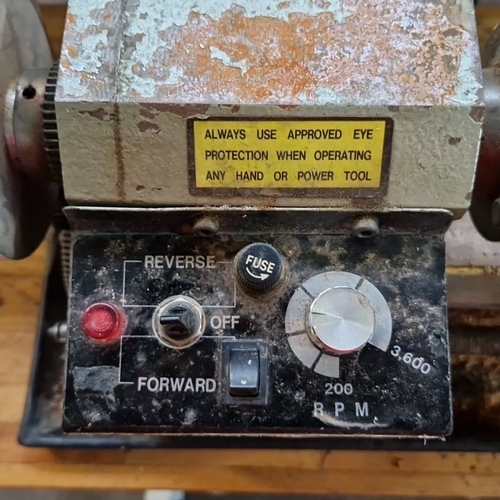 ALWAYS USE APPROVED EYE
PROTECTION WHEN OPERATING
ANY HAND OR POWER TOOL
REVERSE
FUSE
OFF
FORWARD
3,600
200
RPM